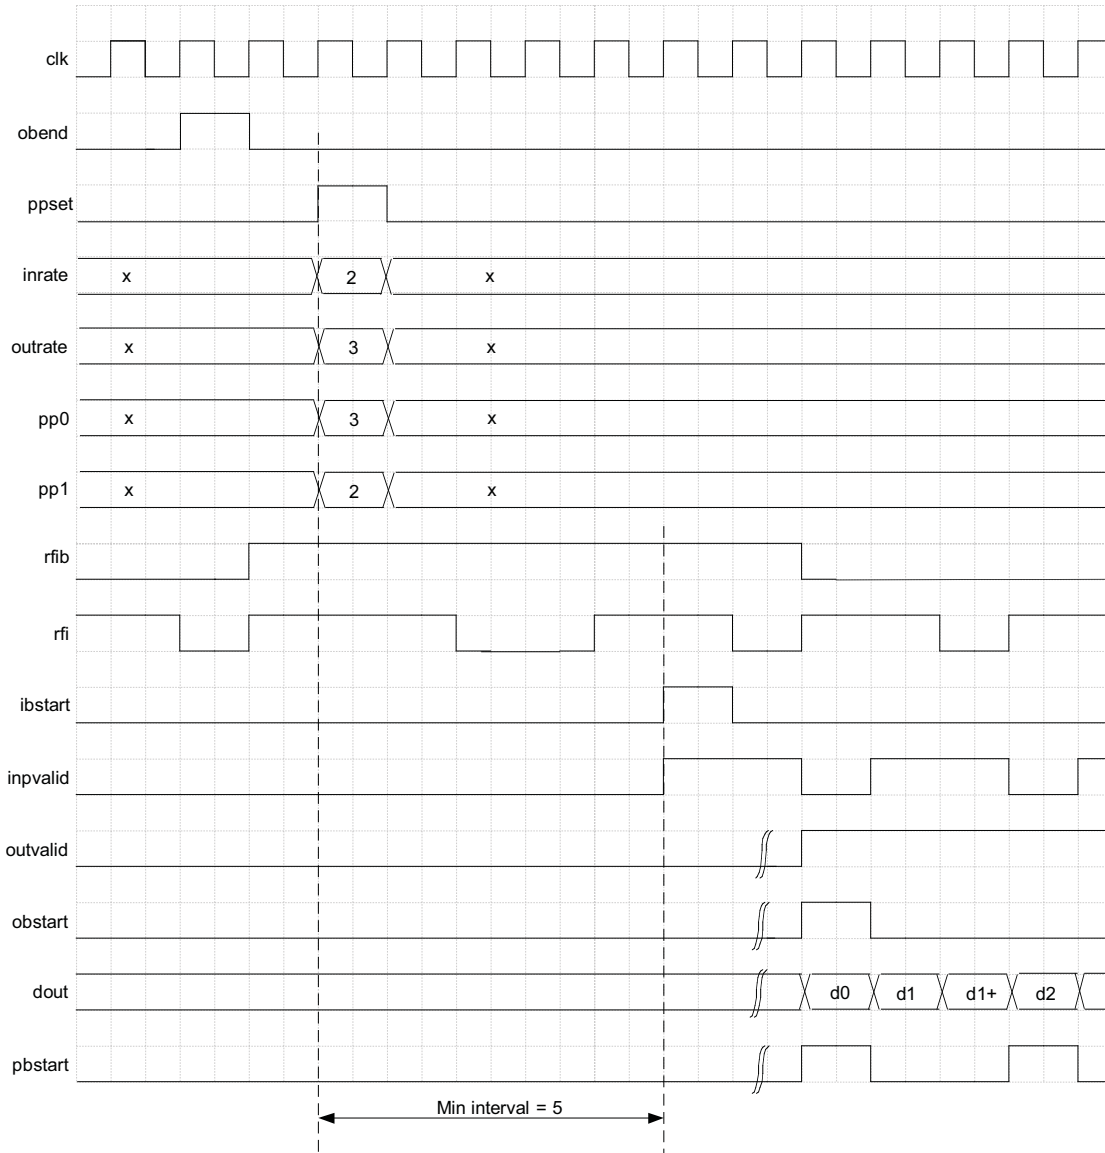 clk
obend
ppset
inrate x 2 x
outrate x 3 x
pp0 x 3 x
pp1 x 2 x
rfib
rfi
ibstart
inpvalid
outvalid
obstart
dout d0 d1 d1+ d2
pbstart
Min interval = 5